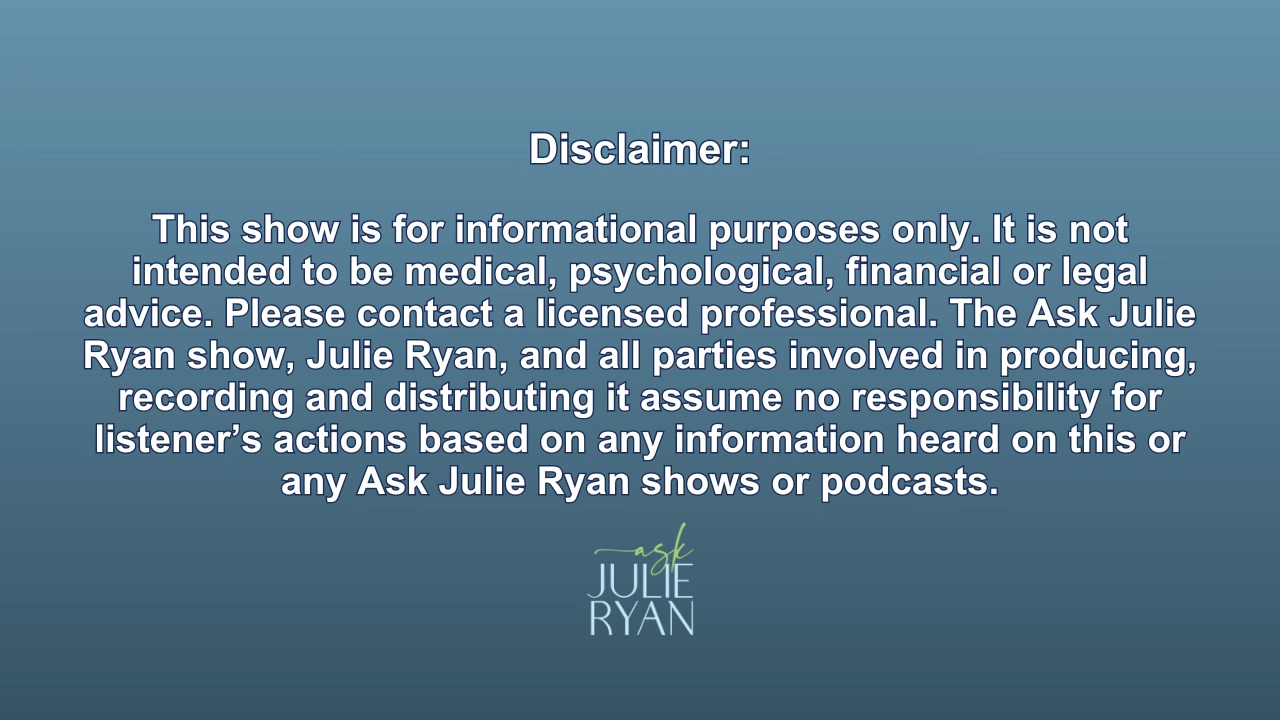 Disclaimer:
This show is for informational purposes only. It is not
intended to be medical, psychological, financial or legal
advice. Please contact a licensed professional. The Ask Julie
Ryan show, Julie Ryan, and all parties involved in producing,
recording and distributing it assume no responsibility for
listener’s actions based on any information heard on this or
any Ask Julie Ryan shows or podcasts.
ask
JULIE
RYAN